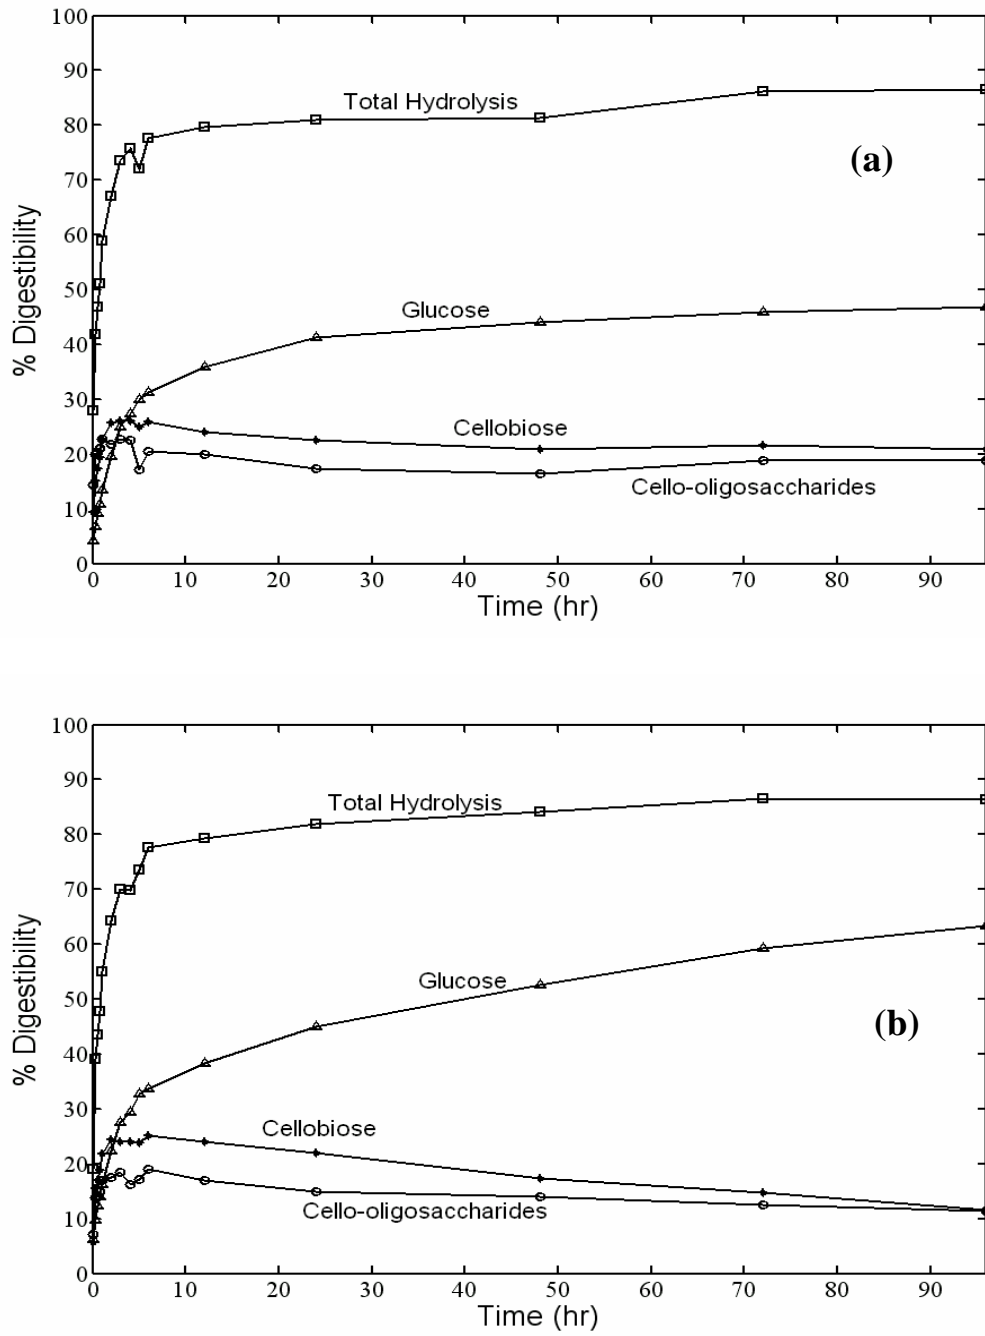 100
90
Total Hydrolysis
80
(a)
70
60
50
Glucose
40
30
Cellobiose
20
Cello-oligosaccharides
10
0
% Digestibility
0 10 20 30 40 50 60 70 80 90
Time (hr)
100
90
Total Hydrolysis
80
70
60
Glucose
50
(b)
40
30
Cellobiose
20
Cello-oligosaccharides
10
0
% Digestibility
0 10 20 30 40 50 60 70 80 90
Time (hr)